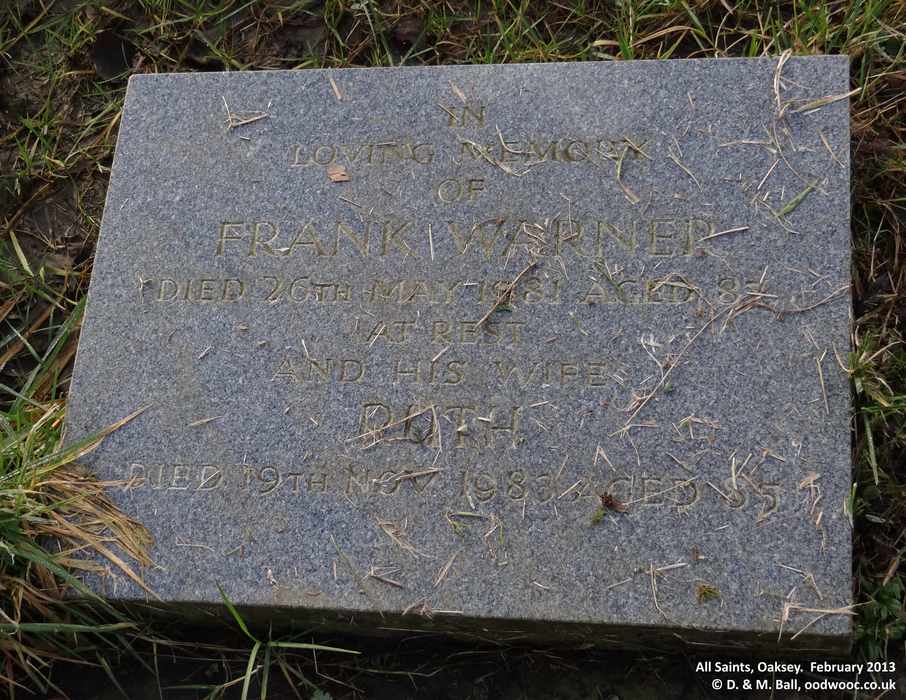 IN
LOVING MEMORY
OF
FRANK WARNER
DIED 26TH MAY 1981 AGED
AT REST
AND HIS WIFE
RUTH
DIED 19TH NOV 1983 AGED 85
All Saints, Oaksey. February 2013
© D. & M. Ball, oodwooc.co.uk